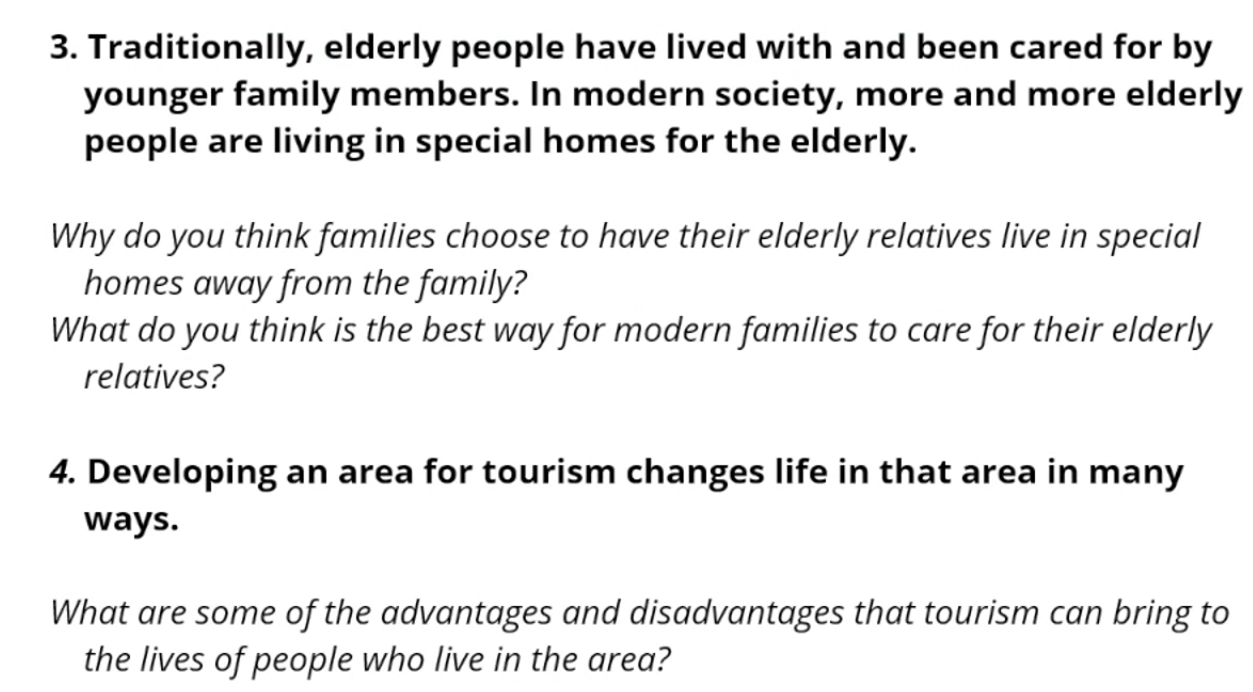 3. Traditionally, elderly people have lived with and been cared for by
younger family members. In modern society, more and more elderly
people are living in special homes for the elderly.
Why do you think families choose to have their elderly relatives live in special
homes away from the family?
What do you think is the best way for modern families to care for their elderly
relatives?
4. Developing an area for tourism changes life in that area in many
ways.
What are some of the advantages and disadvantages that tourism can bring to
the lives of people who live in the area?